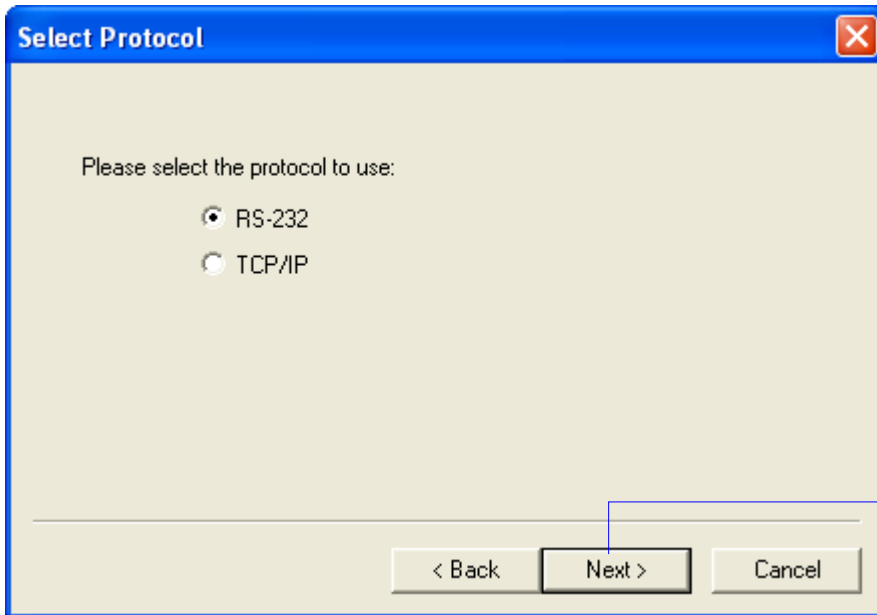 Select Protocol
Please select the protocol to use:
RS-232
TCP/IP
< Back
Next >
Cancel